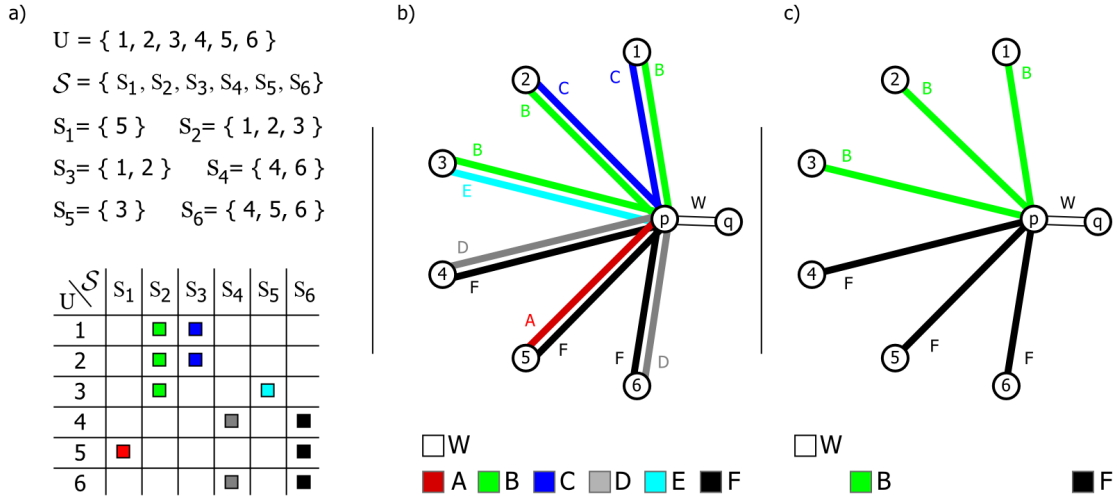 a)
U = { 1, 2, 3, 4, 5, 6 }
𝒮 = { S₁, S₂, S₃, S₄, S₅, S₆}
S₁= { 5 } S₂= { 1, 2, 3 }
S₃= { 1, 2 } S₄= { 4, 6 }
S₅= { 3 } S₆= { 4, 5, 6 }
U\𝒮 S₁ S₂ S₃ S₄ S₅ S₆
1
2
3
4
5
6
b)
1
C B
2
C
B
3 B
E
W
p q
D
4
F
A
5 F
F D
6
W
A B C D E F
c)
1
B
2
B
3 B
W
p q
4
F
5 F
F
6
W
B F